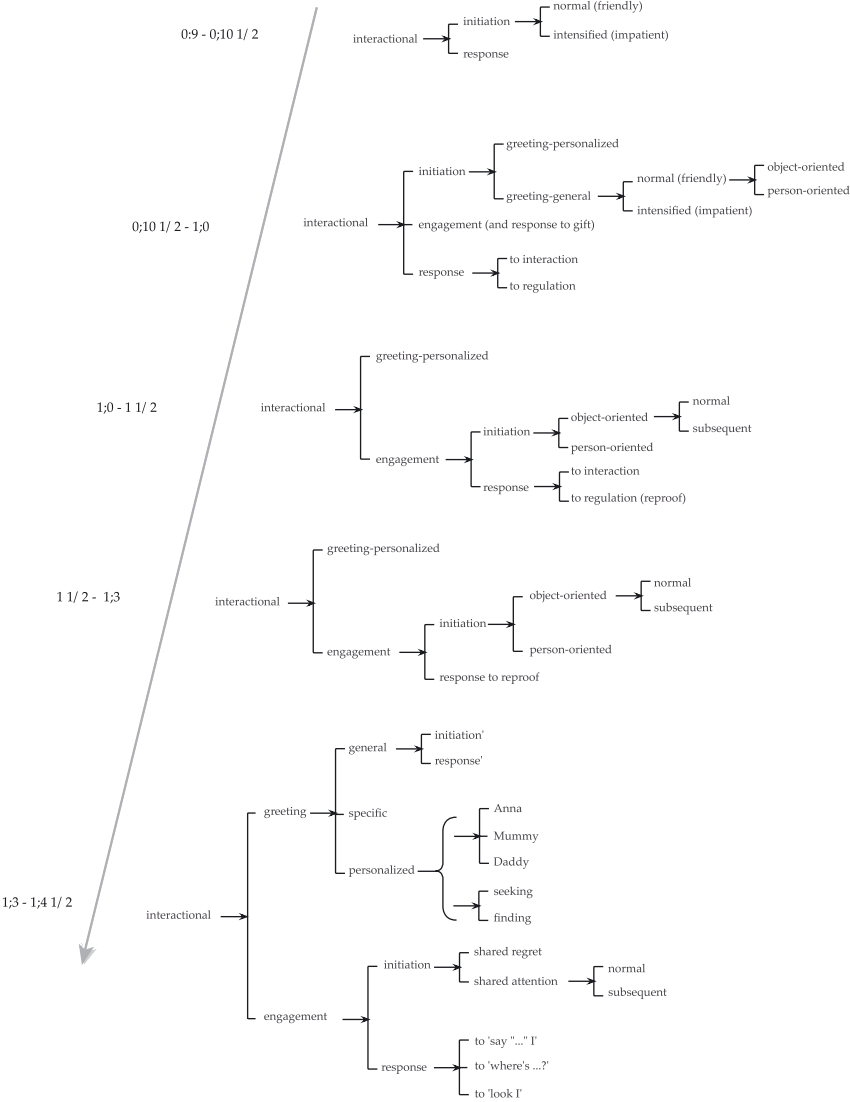 normal (friendly)
initiation
0:9 - 0;10 1/ 2
interactional
intensified (impatient)
response
greeting-personalized
initiation
object-oriented
normal (friendly)
person-oriented
greeting-general
intensified (impatient)
0;10 1/ 2 - 1;0
interactional
engagement (and response to gift)
to interaction
response
to regulation
greeting-personalized
1;0 - 1 1/ 2
interactional
normal
object-oriented
subsequent
initiation
person-oriented
engagement
to interaction
response
to regulation (reproof)
greeting-personalized
1 1/ 2 - 1;3
interactional
normal
object-oriented
subsequent
initiation
person-oriented
engagement
response to reproof
initiation'
general
response'
greeting
specific
Anna
Mummy
Daddy
personalized
seeking
finding
1;3 - 1;4 1/ 2
interactional
shared regret
initiation
normal
shared attention
subsequent
engagement
to 'say "..." I'
to 'where's ...?'
response
to 'look I'